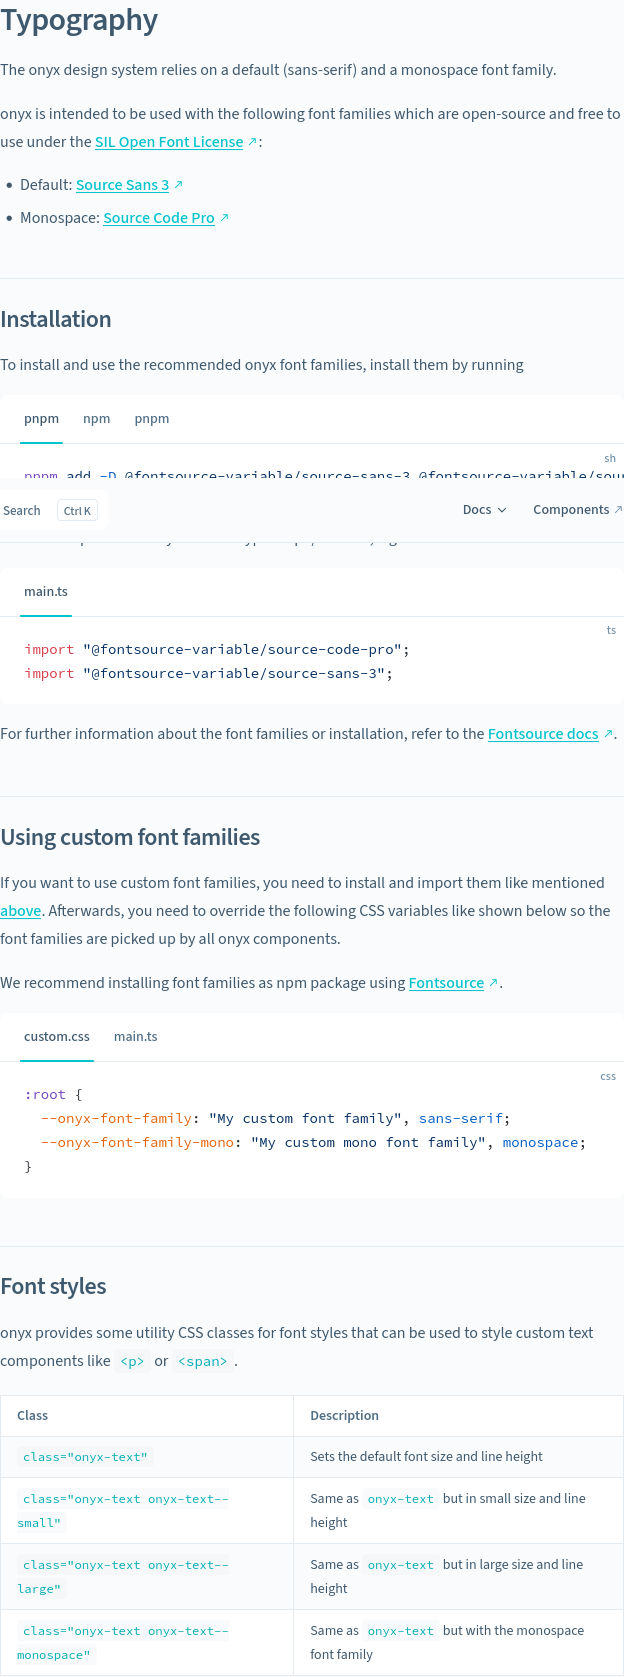 Typography
The onyx design system relies on a default (sans-serif) and a monospace font family.
onyx is intended to be used with the following font families which are open-source and free to
use under the SIL Open Font License ↗:
• Default: Source Sans 3 ↗
• Monospace: Source Code Pro ↗
Installation
To install and use the recommended onyx font families, install them by running
pnpm npm pnpm
sh
pnpm add -D @fontsource-variable/source-sans-3 @fontsource-variable/sour
Search Ctrl K Docs Components ↗
main.ts
ts
import "@fontsource-variable/source-code-pro";
import "@fontsource-variable/source-sans-3";
For further information about the font families or installation, refer to the Fontsource docs ↗.
Using custom font families
If you want to use custom font families, you need to install and import them like mentioned
above. Afterwards, you need to override the following CSS variables like shown below so the
font families are picked up by all onyx components.
We recommend installing font families as npm package using Fontsource ↗.
custom.css main.ts
css
:root {
--onyx-font-family: "My custom font family", sans-serif;
--onyx-font-family-mono: "My custom mono font family", monospace;
}
Font styles
onyx provides some utility CSS classes for font styles that can be used to style custom text
components like <p> or <span>.
Class Description
class="onyx-text" Sets the default font size and line height
class="onyx-text onyx-text--
small"
Same as onyx-text but in small size and line
height
class="onyx-text onyx-text--
large"
Same as onyx-text but in large size and line
height
class="onyx-text onyx-text--
monospace"
Same as onyx-text but with the monospace
font family